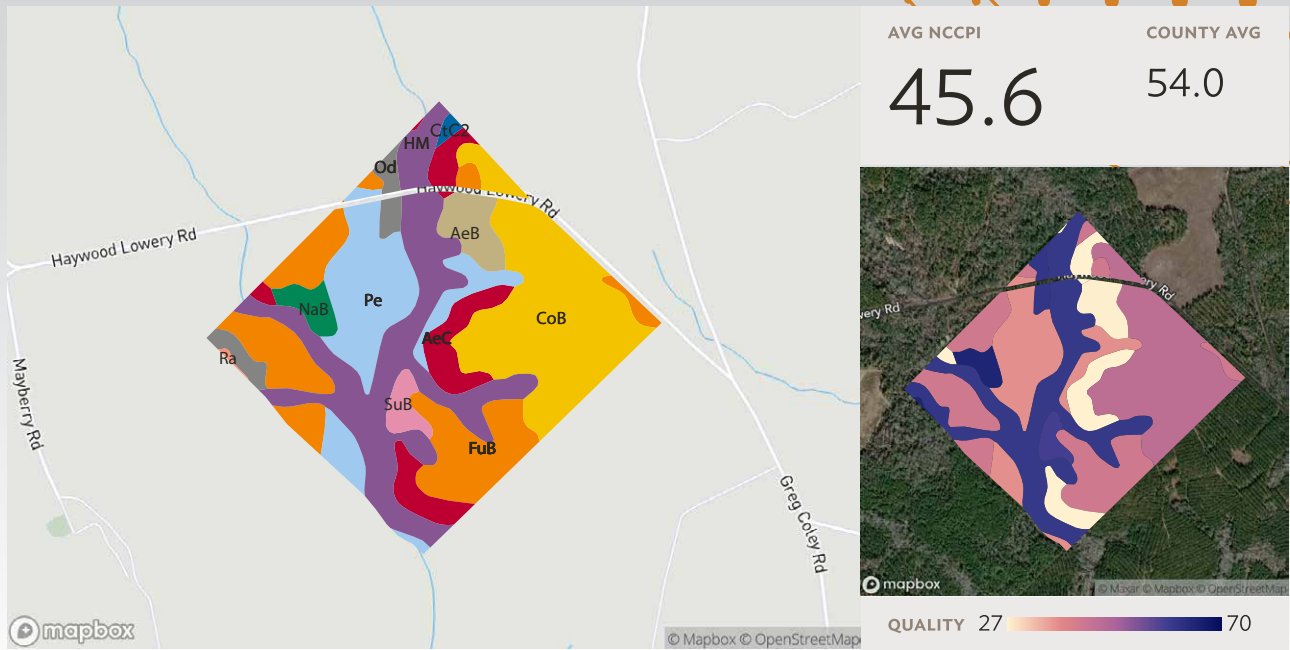 CtC2
HM
Od
Haywood Lowery Rd
Haywood Lowery Rd
AeB
NaB
Pe
CoB
AeC
Ra
SuB
FuB
Mayberry Rd
Greg Coley Rd
mapbox
© Mapbox © OpenStreetMap
AVG NCCPI
45.6
COUNTY AVG
54.0
wery Rd
ery Rd
mapbox
© Maxar © Mapbox © OpenStreetMap
QUALITY 27 70